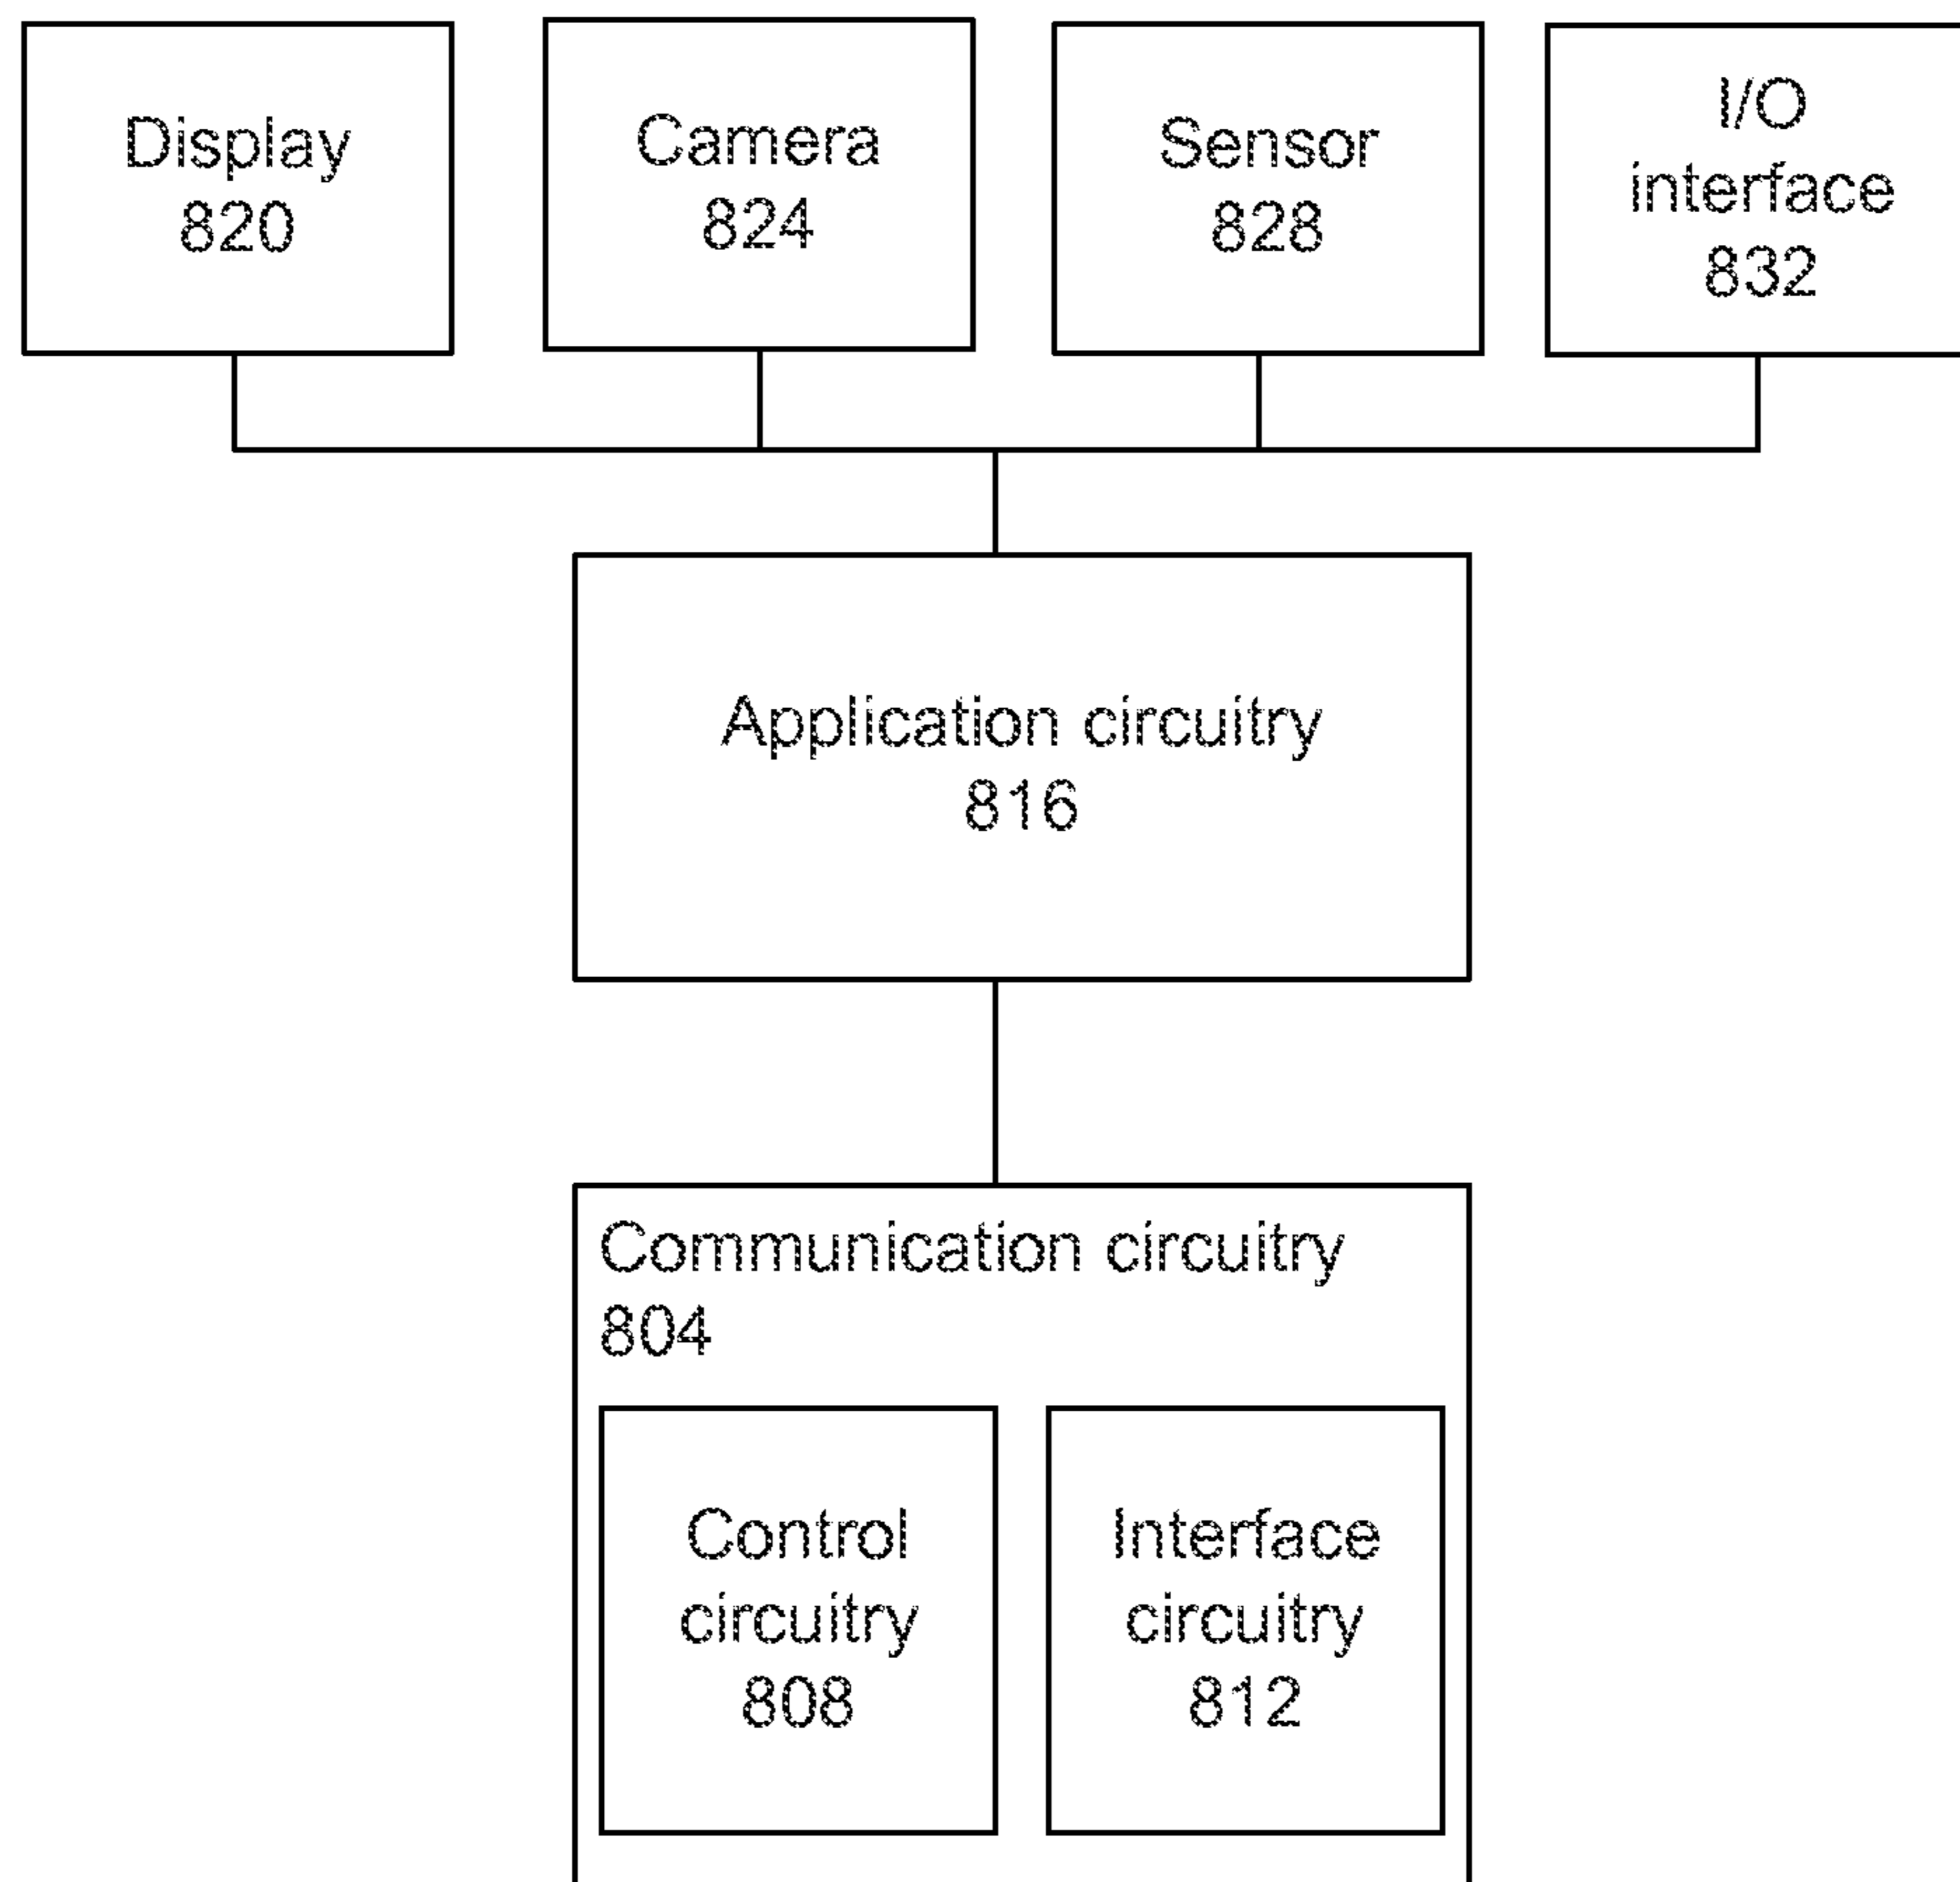 Display
820
Camera
824
Sensor
828
I/O
interface
832
Application circuitry
816
Communication circuitry
804
Control
circuitry
808
Interface
circuitry
812